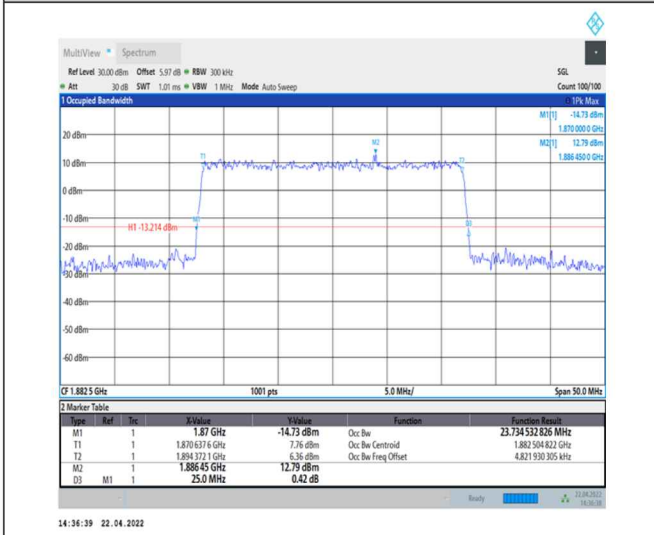 MultiView Spectrum
Ref Level 30.00 dBm Offset 5.97 dB RBW 300 kHz SGL
Att 30 dB SWT 1.01 ms VBW 1 MHz Mode Auto Sweep Count 100/100
1 Occupied Bandwidth 1Pk Max
M1[1] -14.73 dBm
1.870 000 0 GHz
M2[1] 12.79 dBm
1.886 450 0 GHz
20 dBm
M2
T1
T2
10 dBm
0 dBm
-10 dBm
M1
D3
H1 -13.214 dBm
-20 dBm
-30 dBm
-40 dBm
-50 dBm
-60 dBm
CF 1.882 5 GHz 1001 pts 5.0 MHz/ Span 50.0 MHz
2 Marker Table
Type Ref Trc X-Value Y-Value Function Function Result
M1 1 1.87 GHz -14.73 dBm Occ Bw 23.734 532 826 MHz
T1 1 1.870 637 6 GHz 7.76 dBm Occ Bw Centroid 1.882 504 822 GHz
T2 1 1.894 372 1 GHz 6.36 dBm Occ Bw Freq Offset 4.821 930 305 kHz
M2 1 1.886 45 GHz 12.79 dBm
D3 M1 1 25.0 MHz 0.42 dB
Ready 22.04.2022
14:36:38
14:36:39 22.04.2022